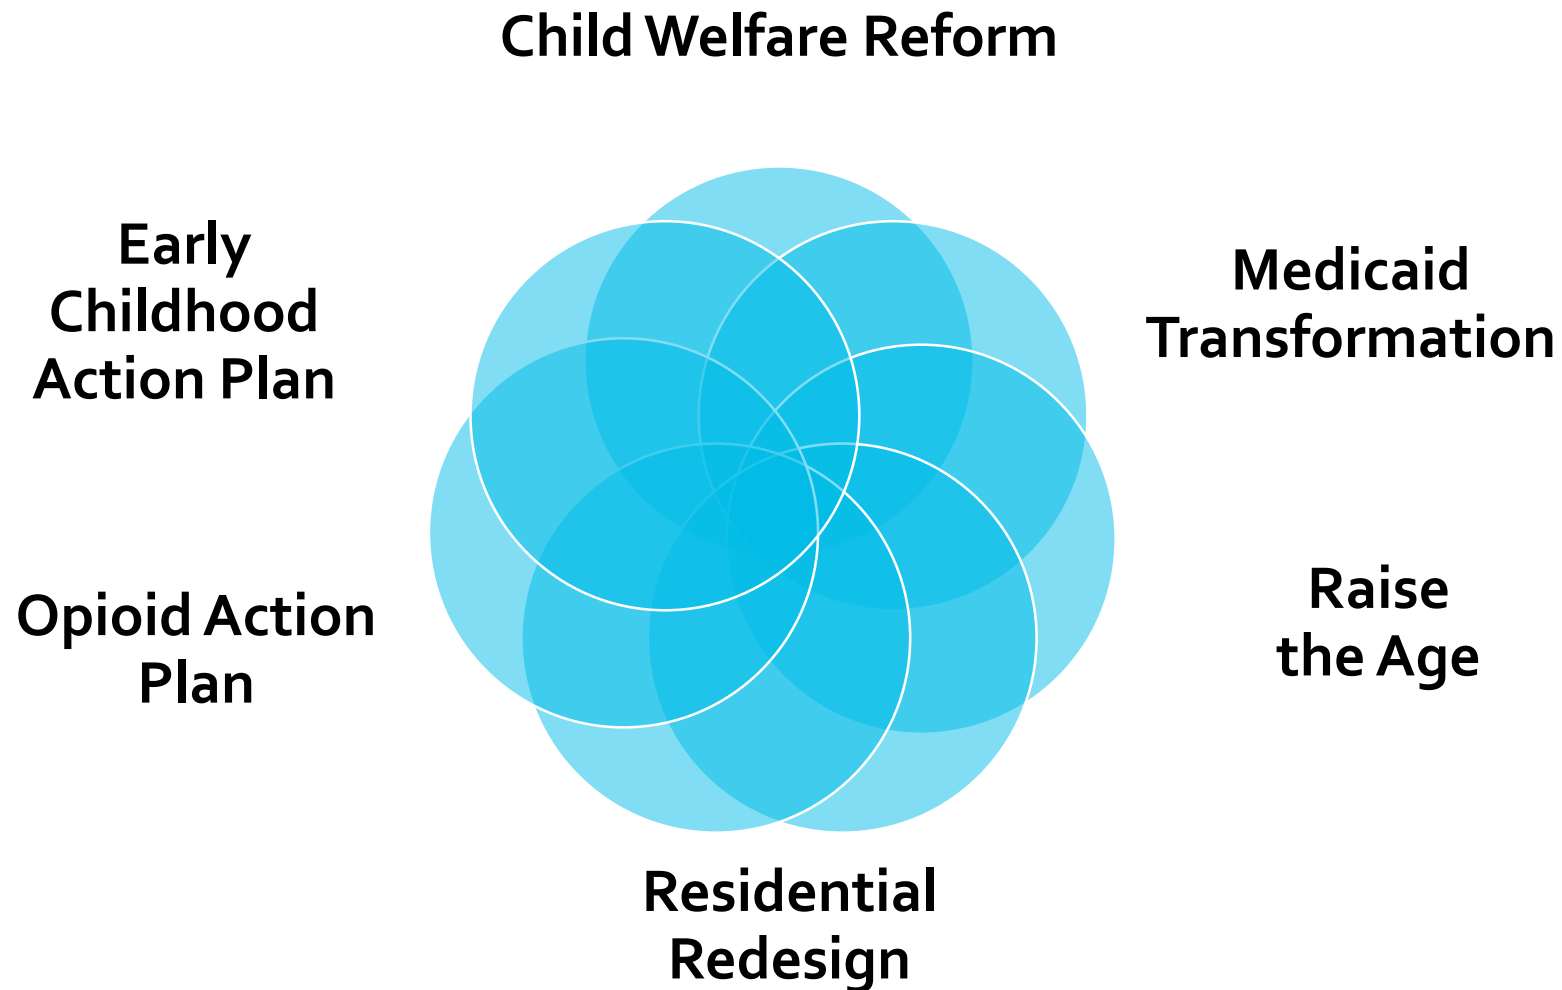 Child Welfare Reform
Early
Childhood
Action Plan
Medicaid
Transformation
Opioid Action
Plan
Raise
the Age
Residential
Redesign